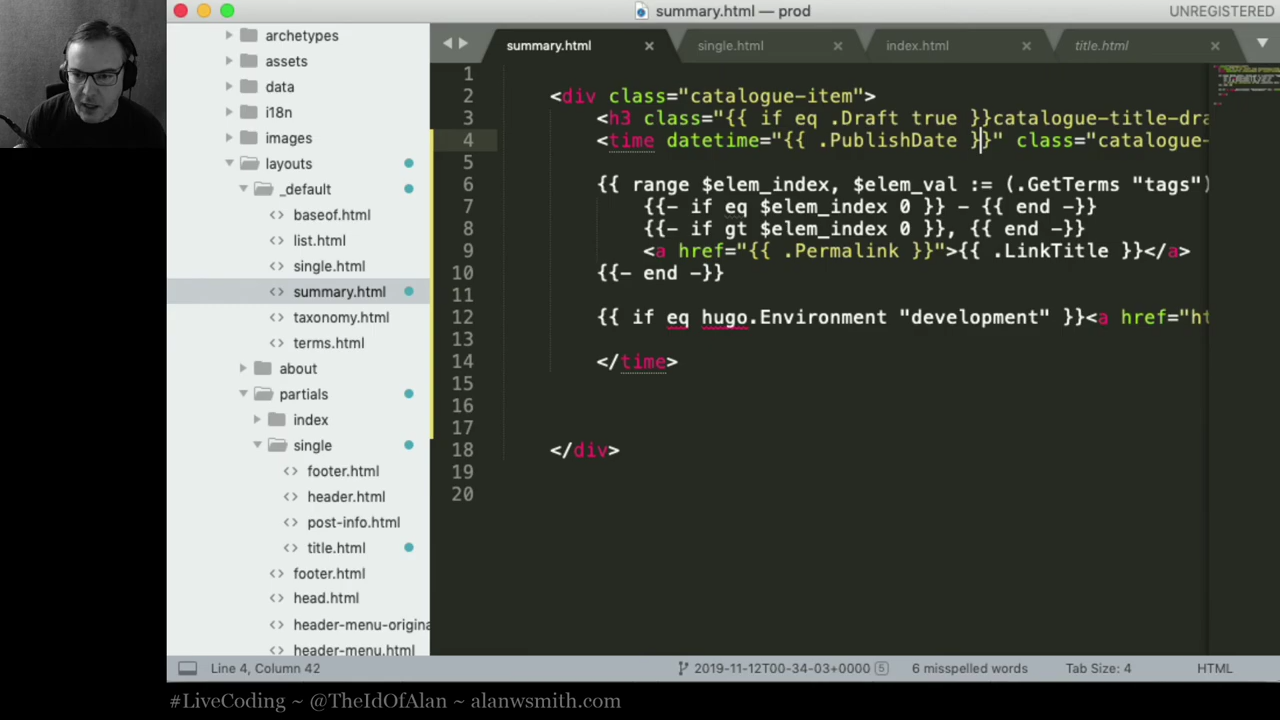 summary.html — prod
UNREGISTERED
archetypes
assets
data
i18n
images
layouts
_default
baseof.html
list.html
single.html
summary.html
taxonomy.html
terms.html
about
partials
index
single
footer.html
header.html
post-info.html
title.html
footer.html
head.html
header-menu-origina
header-menu.html
summary.html
single.html
index.html
title.html
1
2 <div class="catalogue-item">
3 <h3 class="{{ if eq .Draft true }}catalogue-title-dra
4 <time datetime="{{ .PublishDate }}" class="catalogue-
5
6 {{ range $elem_index, $elem_val := (.GetTerms "tags")
7 {{- if eq $elem_index 0 }} - {{ end -}}
8 {{- if gt $elem_index 0 }}, {{ end -}}
9 <a href="{{ .Permalink }}">{{ .LinkTitle }}</a>
10 {{- end -}}
11
12 {{ if eq hugo.Environment "development" }}<a href="ht
13
14 </time>
15
16
17
18 </div>
19
20
Line 4, Column 42
2019-11-12T00-34-03+0000 5
6 misspelled words
Tab Size: 4
HTML
#LiveCoding ~ @TheIdOfAlan ~ alanwsmith.com